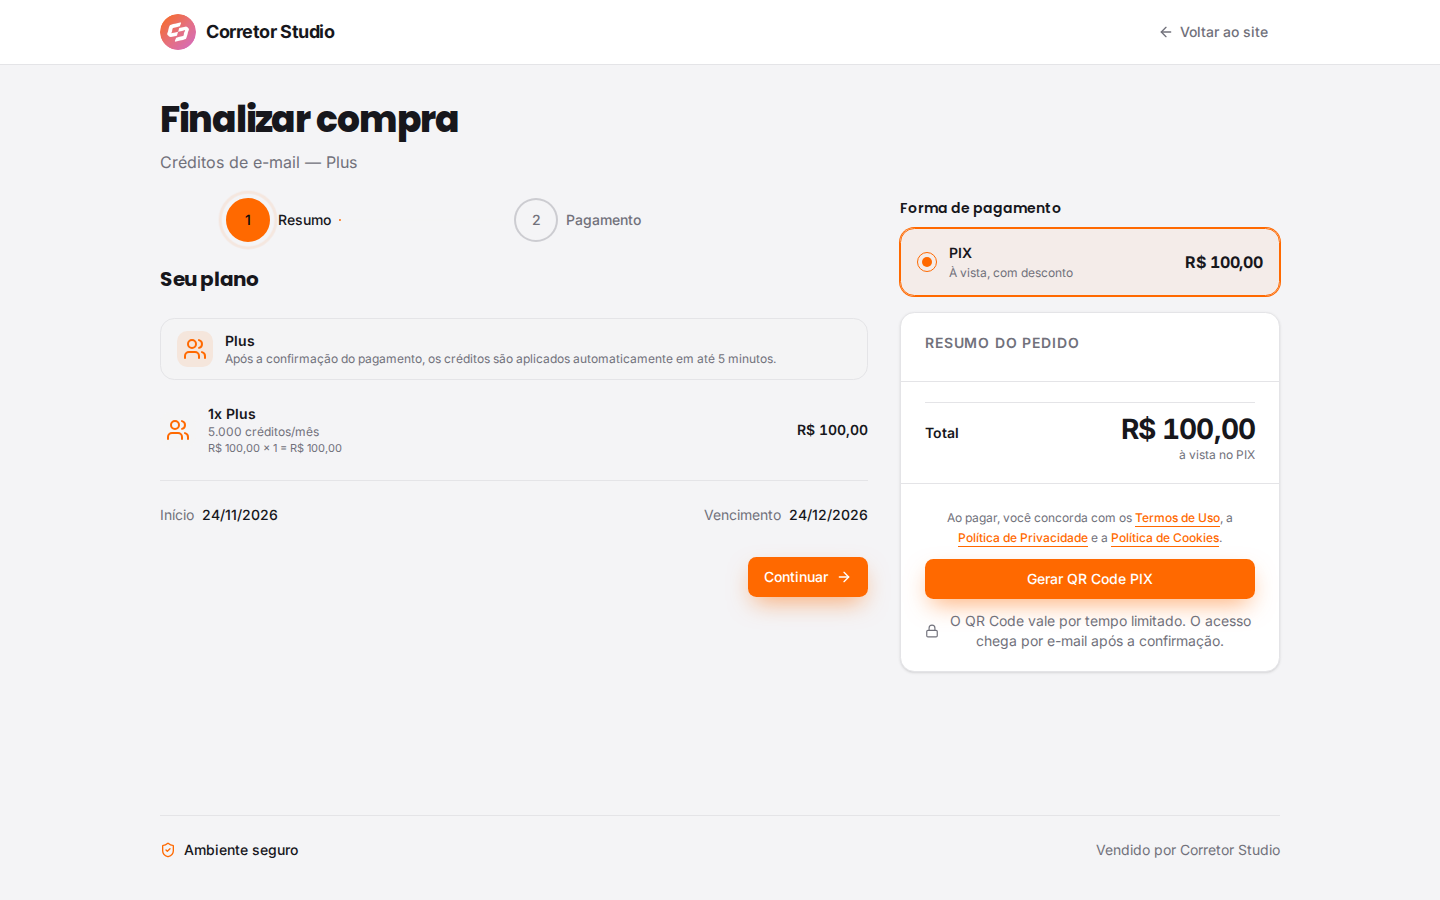 Corretor Studio
Voltar ao site
Finalizar compra
Créditos de e-mail — Plus
1 Resumo
2 Pagamento
Seu plano
Plus
Após a confirmação do pagamento, os créditos são aplicados automaticamente em até 5 minutos.
1x Plus
5.000 créditos/mês
R$ 100,00 × 1 = R$ 100,00
R$ 100,00
Início 24/11/2026
Vencimento 24/12/2026
Continuar
Forma de pagamento
PIX
À vista, com desconto
R$ 100,00
RESUMO DO PEDIDO
Total
R$ 100,00
à vista no PIX
Ao pagar, você concorda com os Termos de Uso, a
Política de Privacidade e a Política de Cookies.
Gerar QR Code PIX
O QR Code vale por tempo limitado. O acesso
chega por e-mail após a confirmação.
Ambiente seguro
Vendido por Corretor Studio